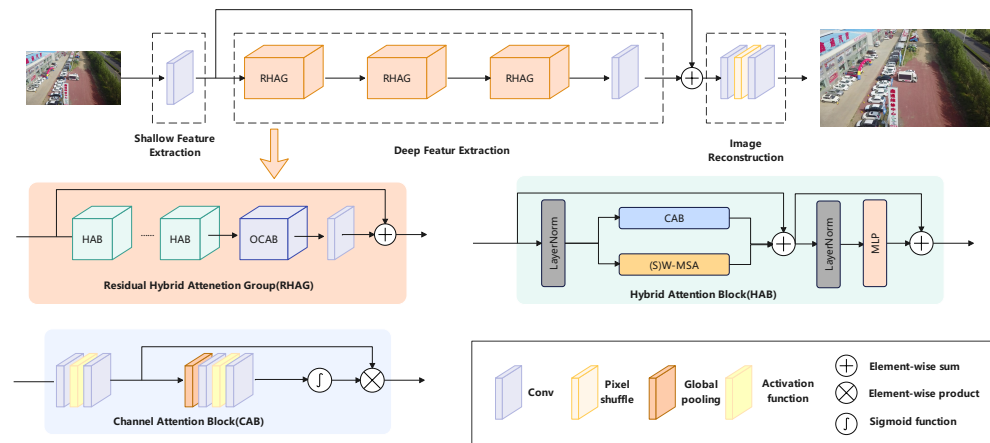 RHAG
RHAG
RHAG
Shallow Feature
Extraction
Deep Featur Extraction
Image
Reconstruction
HAB
......
HAB
OCAB
Residual Hybrid Attenetion Group(RHAG)
LayerNorm
CAB
(S)W-MSA
LayerNorm
MLP
Hybrid Attention Block(HAB)
∫
Channel Attention Block(CAB)
Conv
Pixel
shuffle
Global
pooling
Activation
function
Element-wise sum
Element-wise product
∫
Sigmoid function